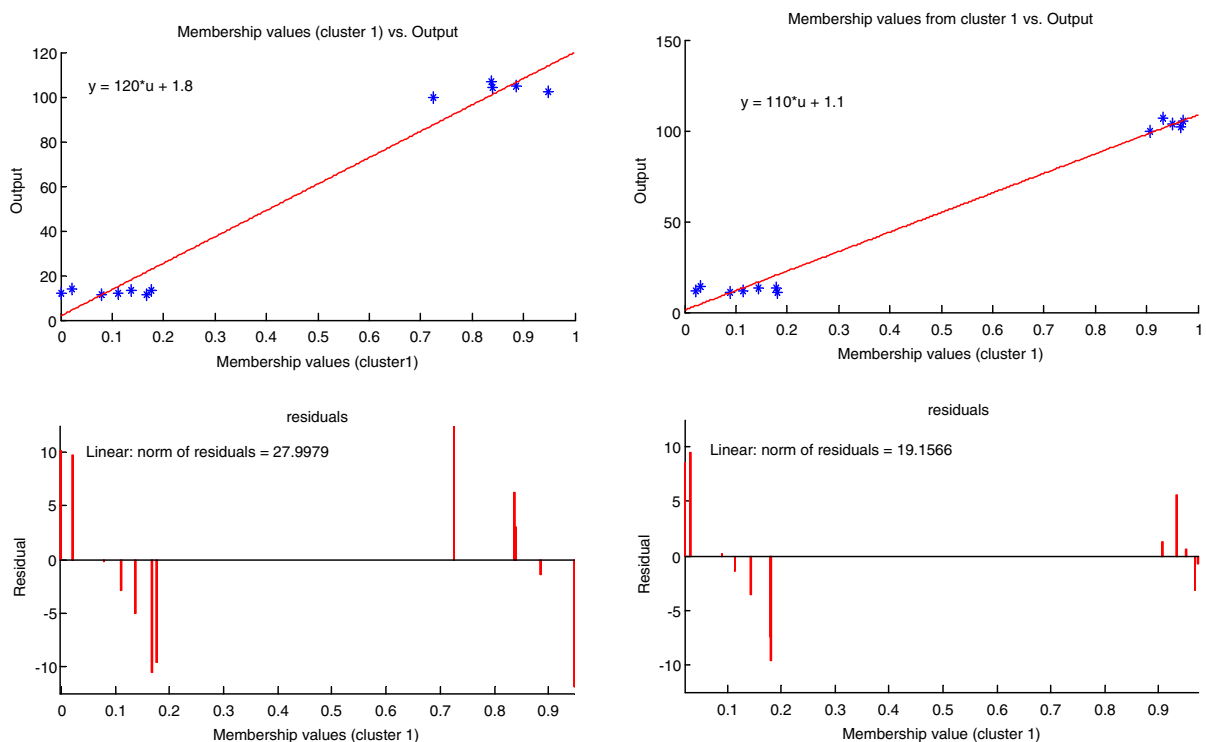 Membership values (cluster 1) vs. Output
120
100
80
60
40
20
0
Output
y = 120*u + 1.8
0 0.1 0.2 0.3 0.4 0.5 0.6 0.7 0.8 0.9 1
Membership values (cluster1)
Membership values from cluster 1 vs. Output
150
100
50
0
Output
y = 110*u + 1.1
0 0.1 0.2 0.3 0.4 0.5 0.6 0.7 0.8 0.9 1
Membership values (cluster 1)
residuals
Linear: norm of residuals = 27.9979
10
5
0
-5
-10
Residual
0 0.1 0.2 0.3 0.4 0.5 0.6 0.7 0.8 0.9
Membership values (cluster 1)
residuals
Linear: norm of residuals = 19.1566
10
5
0
-5
-10
Residual
0.1 0.2 0.3 0.4 0.5 0.6 0.7 0.8 0.9
Membership value (cluster 1)